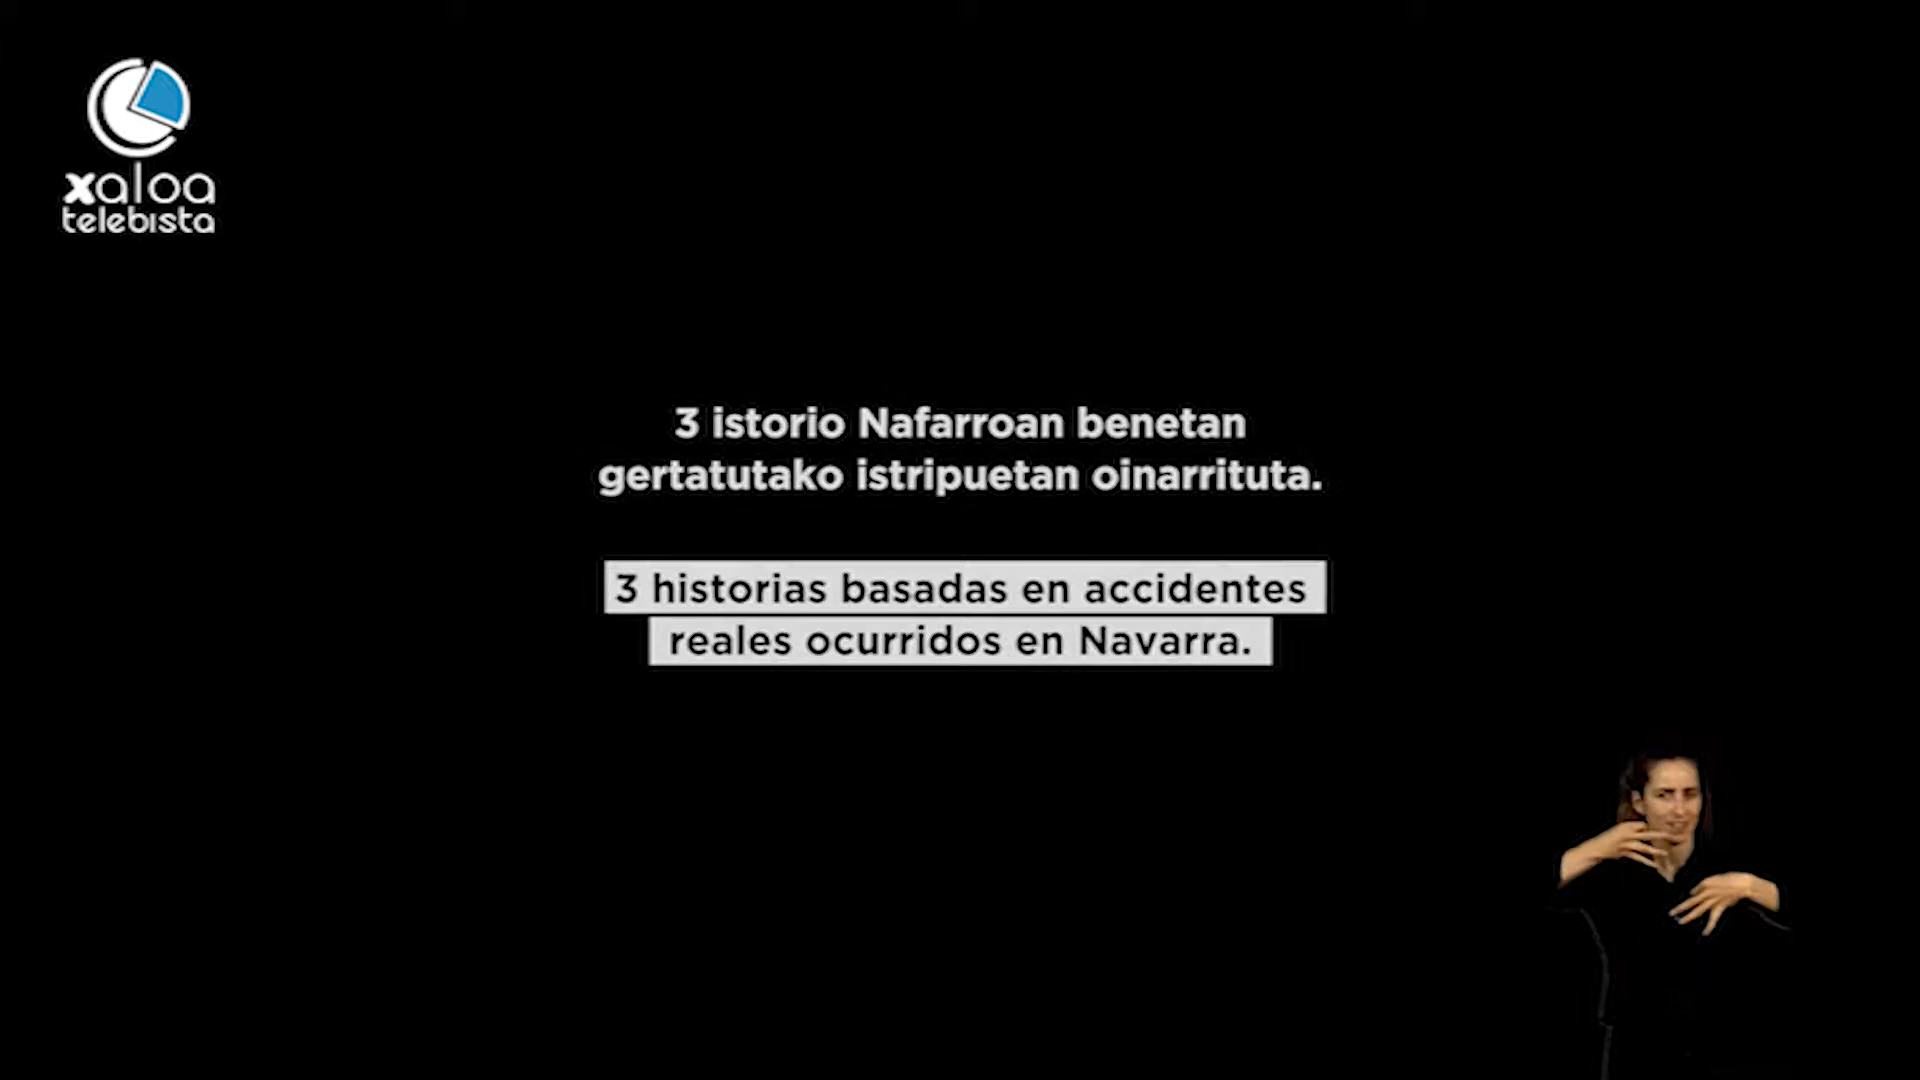 xaloa
telebista
3 istorio Nafarroan benetan
gertatutako istripuetan oinarrituta.
3 historias basadas en accidentes
reales ocurridos en Navarra.